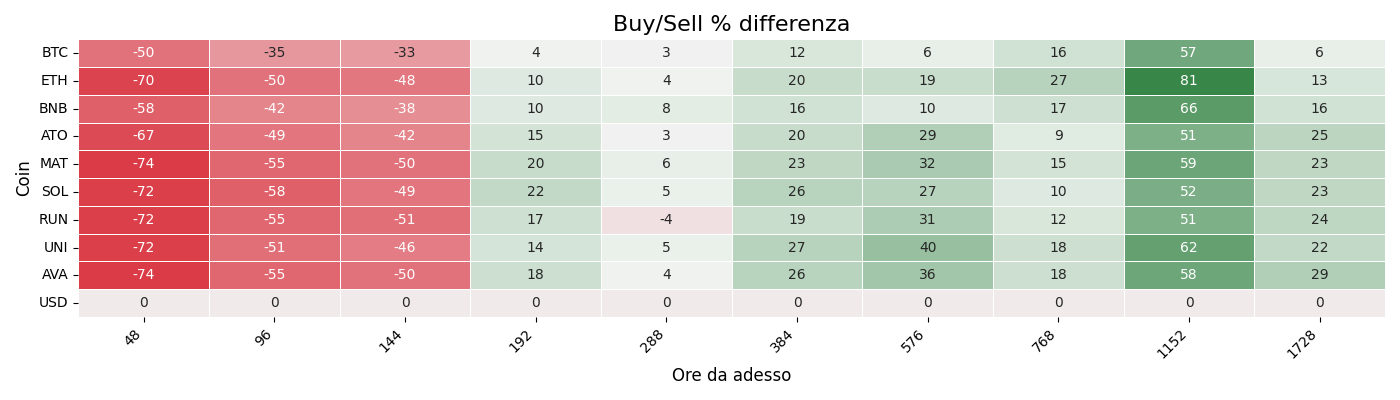 Buy/Sell % differenza
BTC -50 -35 -33 4 3 12 6 16 57 6
ETH -70 -50 -48 10 4 20 19 27 81 13
BNB -58 -42 -38 10 8 16 10 17 66 16
ATO -67 -49 -42 15 3 20 29 9 51 25
MAT -74 -55 -50 20 6 23 32 15 59 23
SOL -72 -58 -49 22 5 26 27 10 52 23
RUN -72 -55 -51 17 -4 19 31 12 51 24
UNI -72 -51 -46 14 5 27 40 18 62 22
AVA -74 -55 -50 18 4 26 36 18 58 29
USD 0 0 0 0 0 0 0 0 0 0
Coin
48 96 144 192 288 384 576 768 1152 1728
Ore da adesso